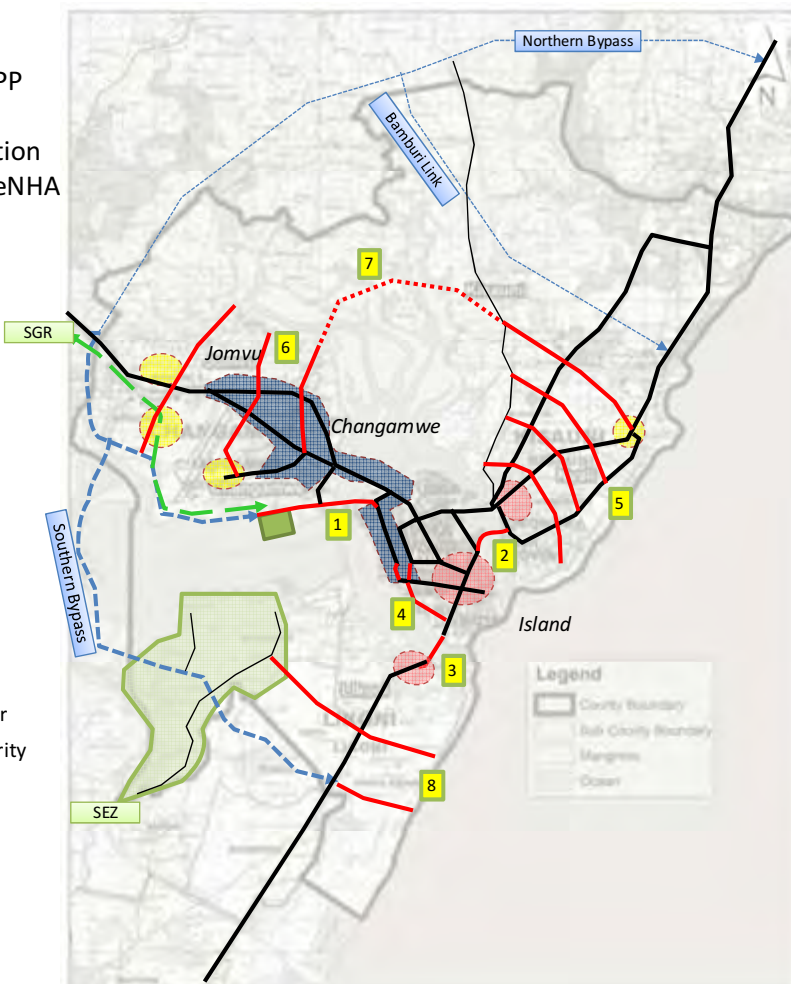 PP
tion
eNHA
Northern Bypass
N
Bamburi Link
7
SGR
Jomvu
6
Changamwe
1
5
2
Southern Bypass
4
Island
3
Legend
County Boundary
Sub County Boundary
Mangrove
Ocean
r
rity
8
SEZ